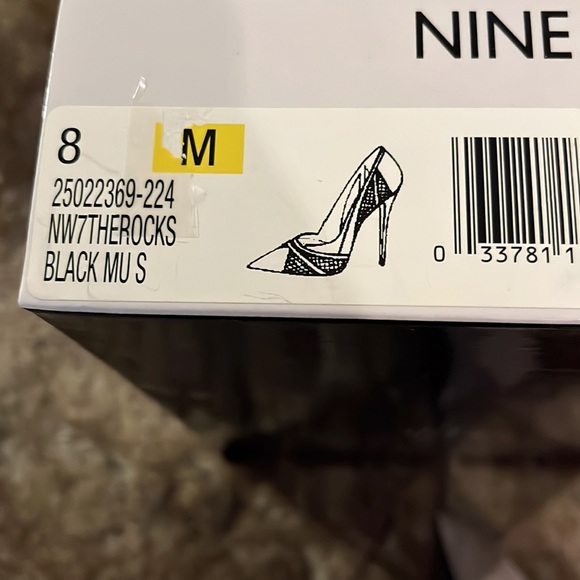 NINE
8 M
25022369-224
NW7THEROCKS
BLACK MU S
0 33781 1